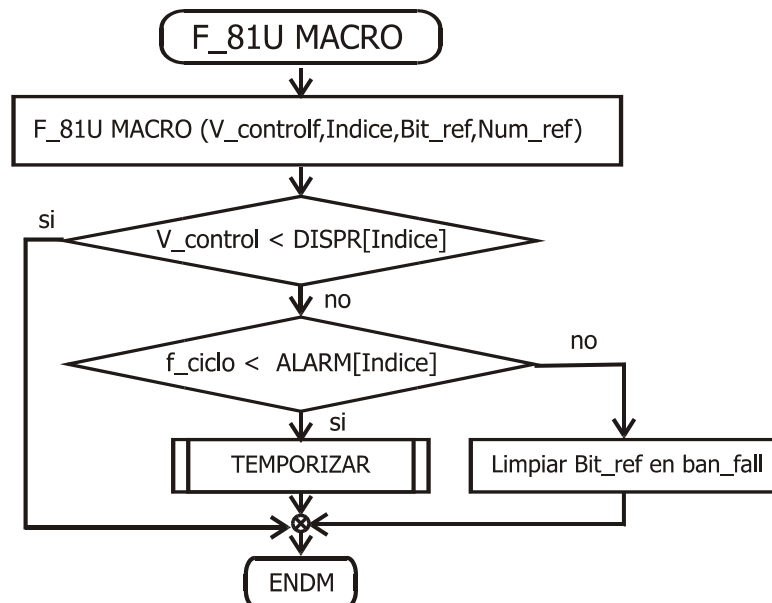 F_81U MACRO
F_81U MACRO (V_controlf,Indice,Bit_ref,Num_ref)
si
V_control < DISPR[Indice]
no
f_ciclo < ALARM[Indice]
no
si
TEMPORIZAR
Limpiar Bit_ref en ban_fall
ENDM